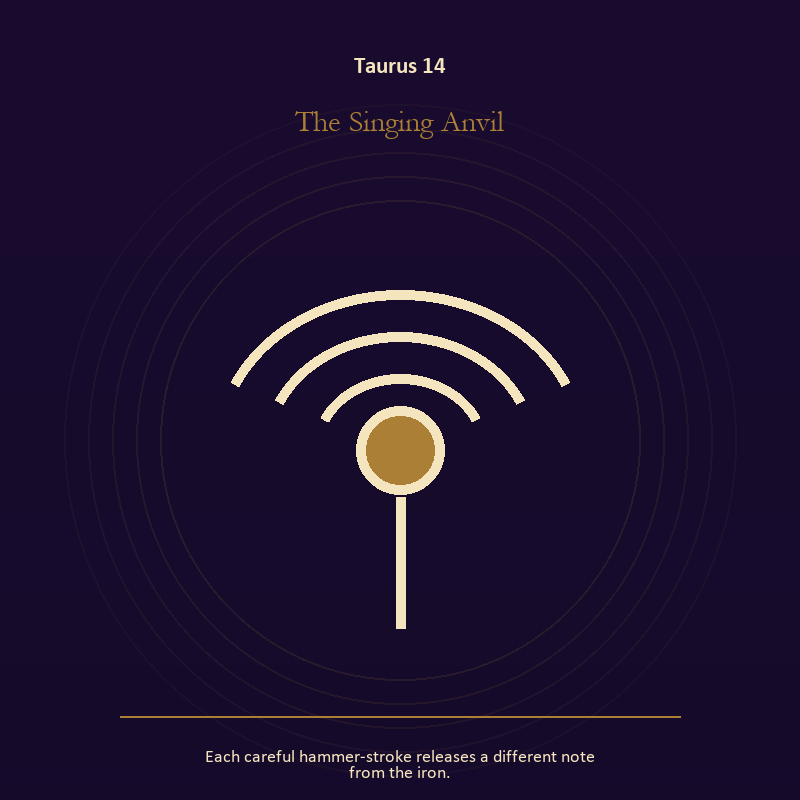 Taurus 14
The Singing Anvil
Each careful hammer-stroke releases a different note
from the iron.